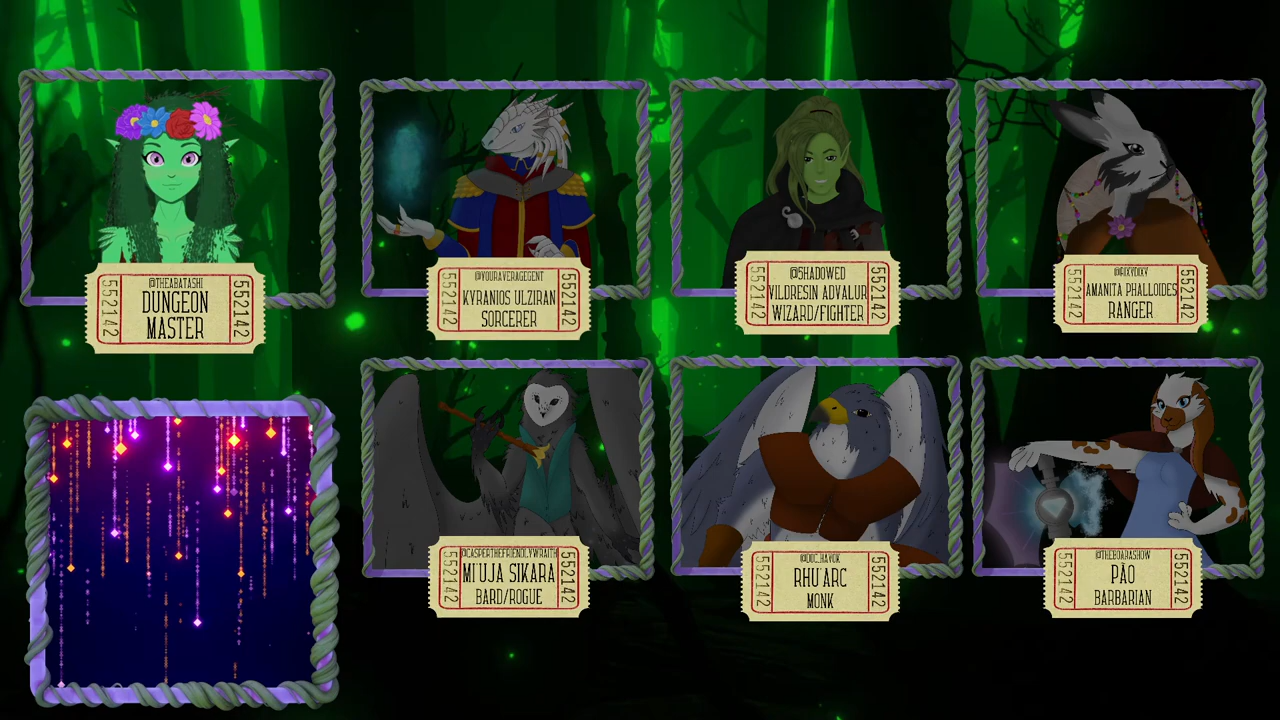 @THEABATASHI
DUNGEON
MASTER
552142
552142
@YOURAVERAGEGENT
KYRANIOS ULZIRAN
SORCERER
552142
552142
@SHADOWED
VILDRESIN ADVALUR
WIZARD/FIGHTER
552142
552142
AMANITA PHALLOIDES
RANGER
552142
552142
@CASPERTHEFRIENDLYWRAITH
MI'UJA SIKARA
BARD/ROGUE
552142
552142
@DOC_HAVOK
RHU'ARC
MONK
552142
552142
@THEBOABASHOW
PÃO
BARBARIAN
552142
552142